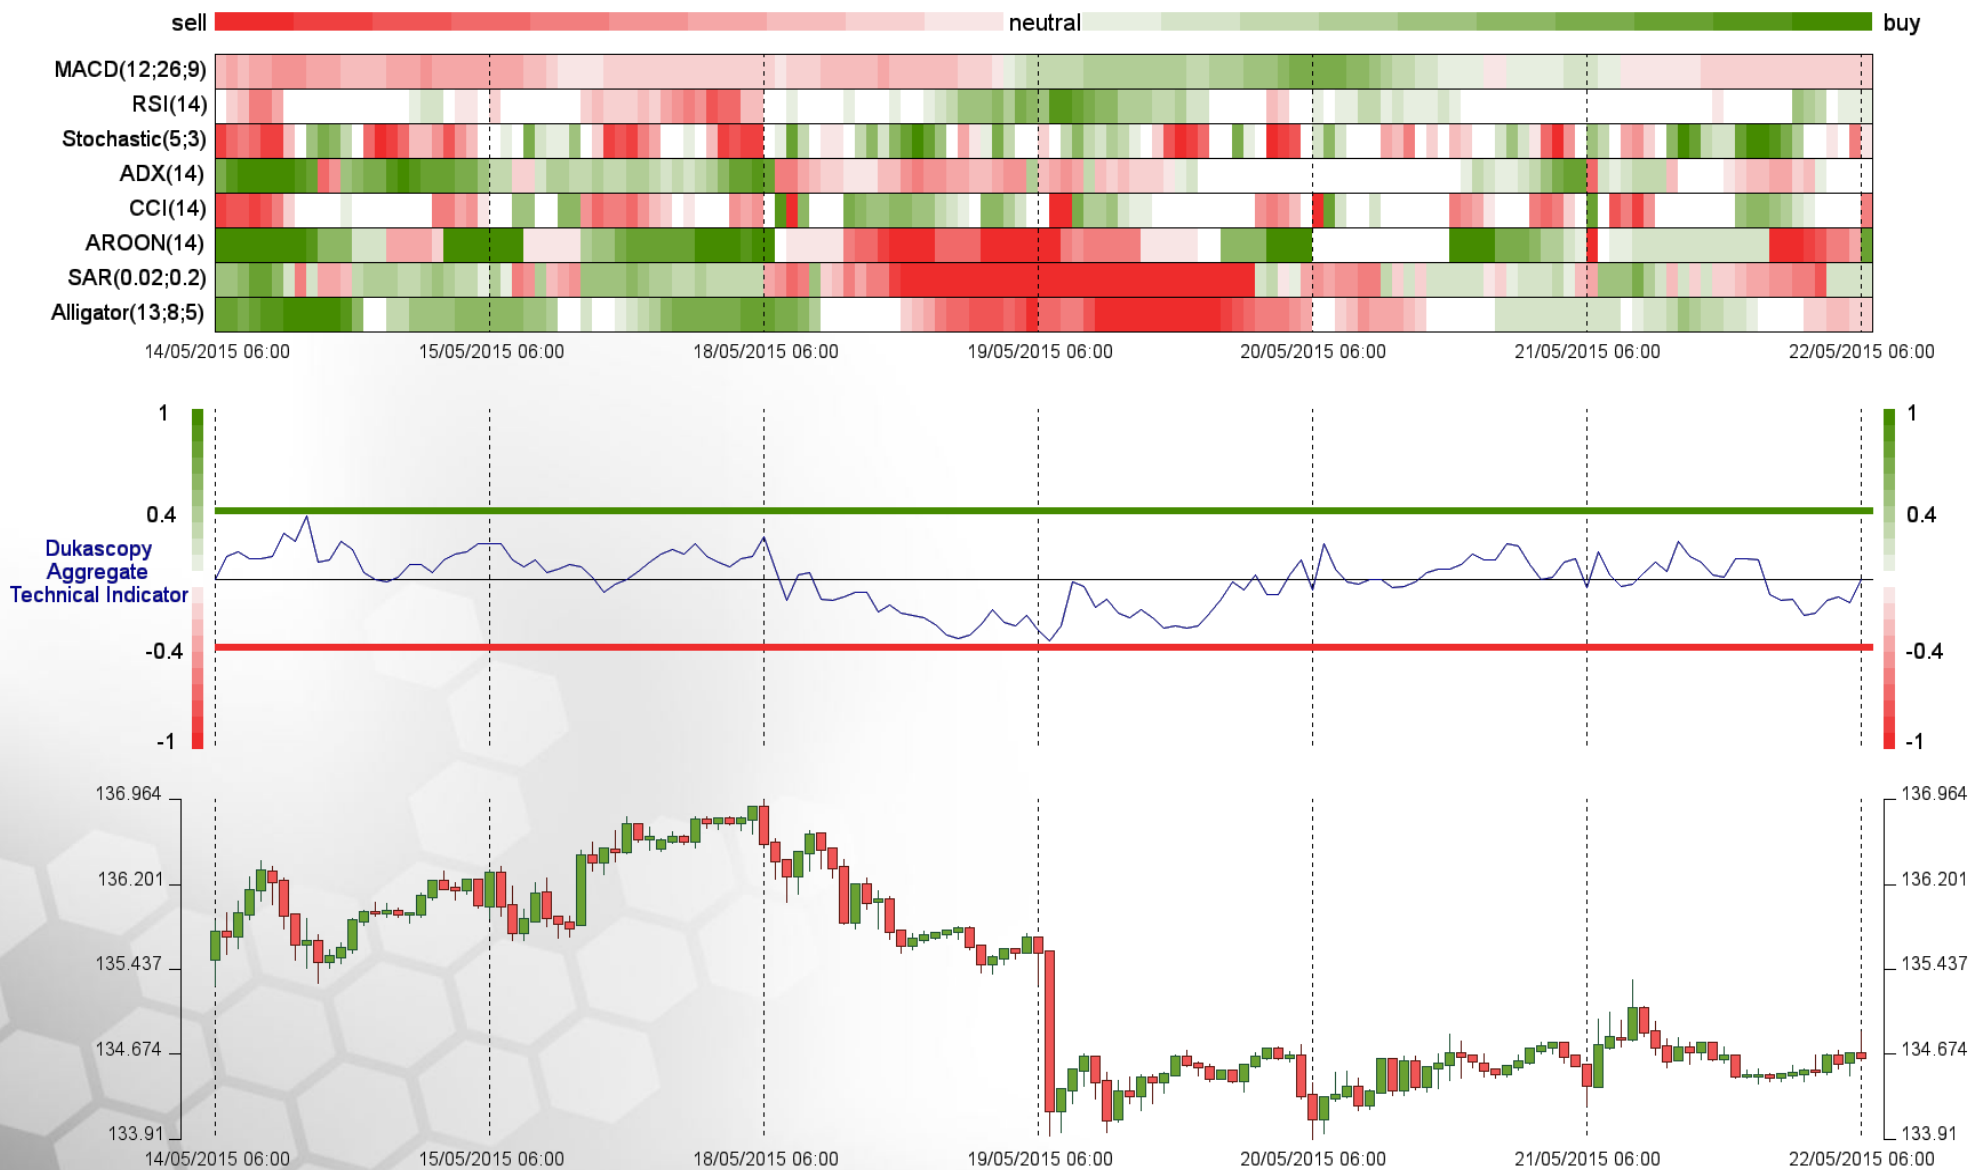 sell neutral buy
MACD(12;26;9)
RSI(14)
Stochastic(5;3)
ADX(14)
CCI(14)
AROON(14)
SAR(0.02;0.2)
Alligator(13;8;5)
14/05/2015 06:00 15/05/2015 06:00 18/05/2015 06:00 19/05/2015 06:00 20/05/2015 06:00 21/05/2015 06:00 22/05/2015 06:00
1 1
0.4 0.4
Dukascopy
Aggregate
Technical Indicator
-0.4 -0.4
-1 -1
136.964 136.964
136.201 136.201
135.437 135.437
134.674 134.674
133.91 133.91
14/05/2015 06:00 15/05/2015 06:00 18/05/2015 06:00 19/05/2015 06:00 20/05/2015 06:00 21/05/2015 06:00 22/05/2015 06:00